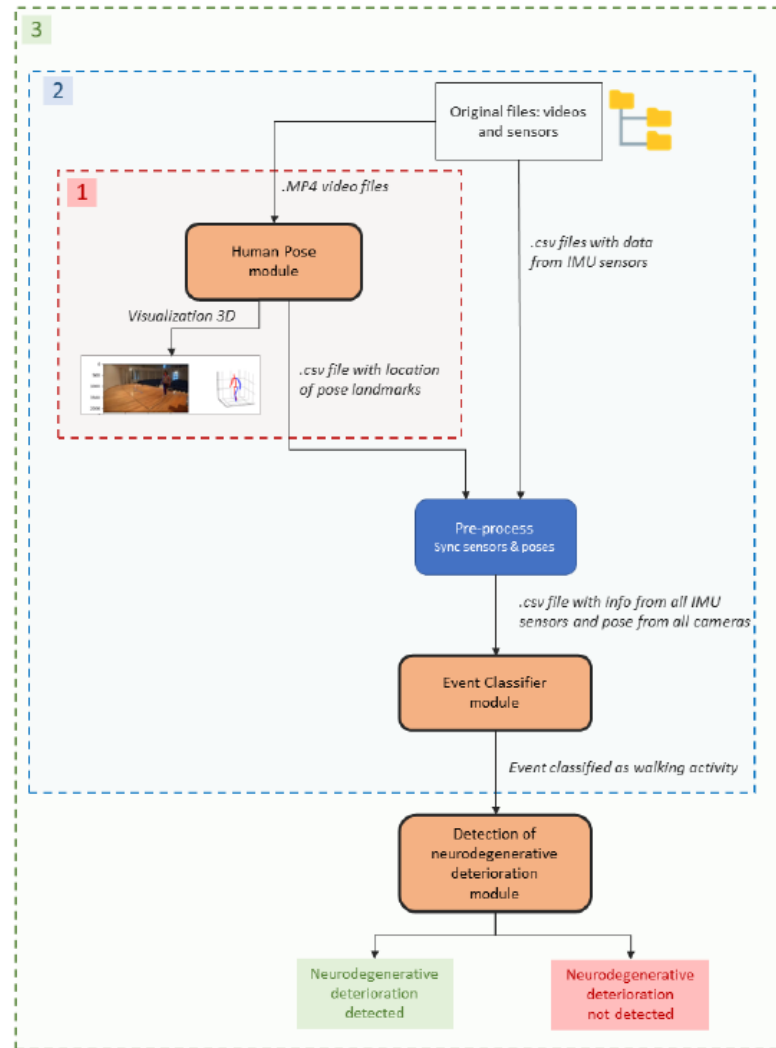 3
2
Original files: videos
and sensors
1
.MP4 video files
Human Pose
module
.csv files with data
from IMU sensors
Visualization 3D
.csv file with location
of pose landmarks
Pre-process
Sync sensors & poses
.csv file with info from all IMU
sensors and pose from all cameras
Event Classifier
module
Event classified as walking activity
Detection of
neurodegenerative
deterioration
module
Neurodegenerative
deterioration
detected
Neurodegenerative
deterioration
not detected